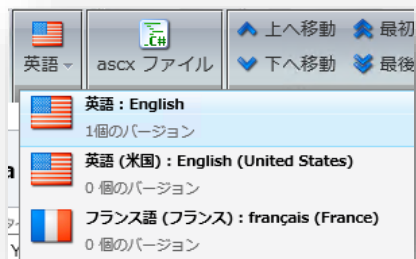 C#
上へ移動 最初
英語 ascx ファイル 下へ移動 最後
英語 : English
1個のバージョン
英語 (米国) : English (United States)
0 個のバージョン
フランス語 (フランス) : français (France)
0 個のバージョン